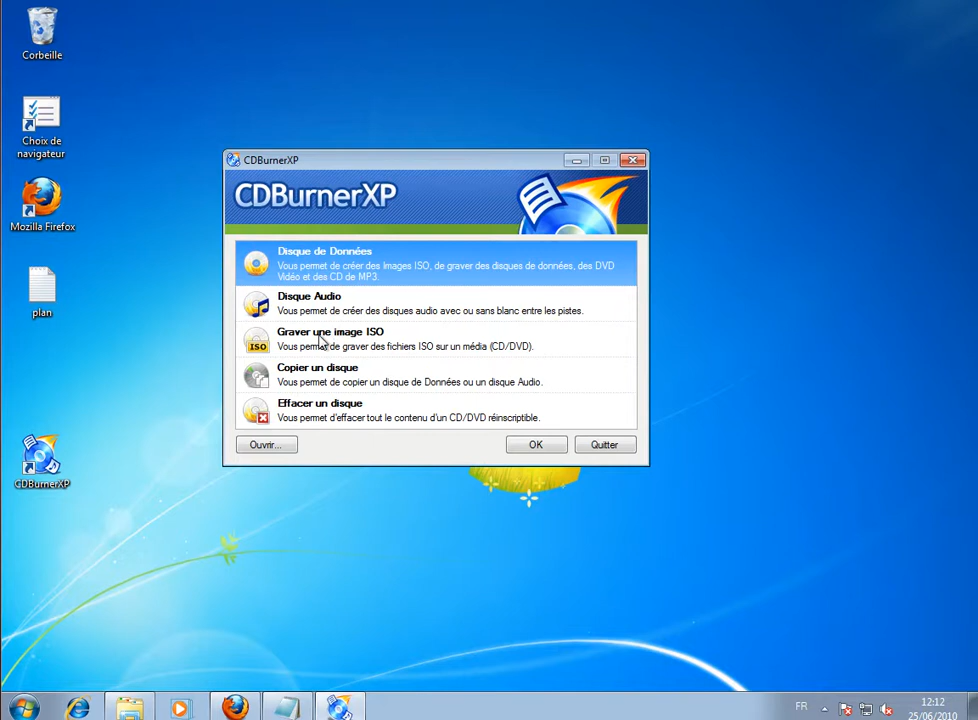 Corbeille
Choix de
navigateur
Mozilla Firefox
plan
CDBurnerXP
CDBurnerXP
CDBurnerXP
Disque de Données
Vous permet de créer des Images ISO, de graver des disques de données, des DVD
Vidéo et des CD de MP3.
Disque Audio
Vous permet de créer des disques audio avec ou sans blanc entre les pistes.
Graver une image ISO
ISO
Vous permet de graver des fichiers ISO sur un média (CD/DVD).
Copier un disque
Vous permet de copier un disque de Données ou un disque Audio.
Effacer un disque
Vous permet d'effacer tout le contenu d'un CD/DVD réinscriptible.
Ouvrir...
OK
Quitter
FR
12:12
25/06/2010